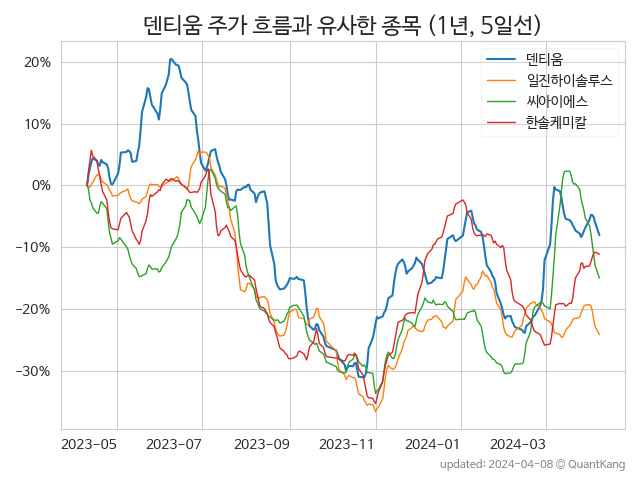 덴티움 주가 흐름과 유사한 종목 (1년, 5일선)
덴티움
일진하이솔루스
씨아이에스
한솔케미칼
20%
10%
0%
−10%
−20%
−30%
2023-05 2023-07 2023-09 2023-11 2024-01 2024-03
updated: 2024-04-08 © QuantKang